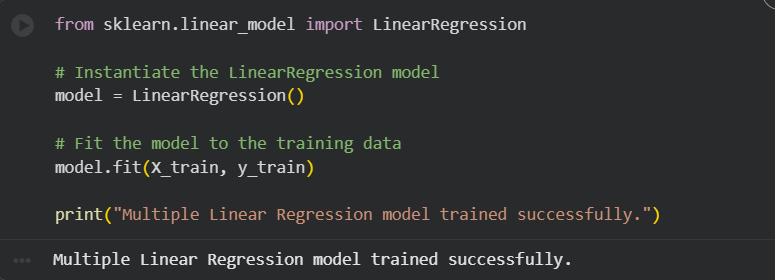 from sklearn.linear_model import LinearRegression
# Instantiate the LinearRegression model
model = LinearRegression()
# Fit the model to the training data
model.fit(X_train, y_train)
print("Multiple Linear Regression model trained successfully.")
Multiple Linear Regression model trained successfully.